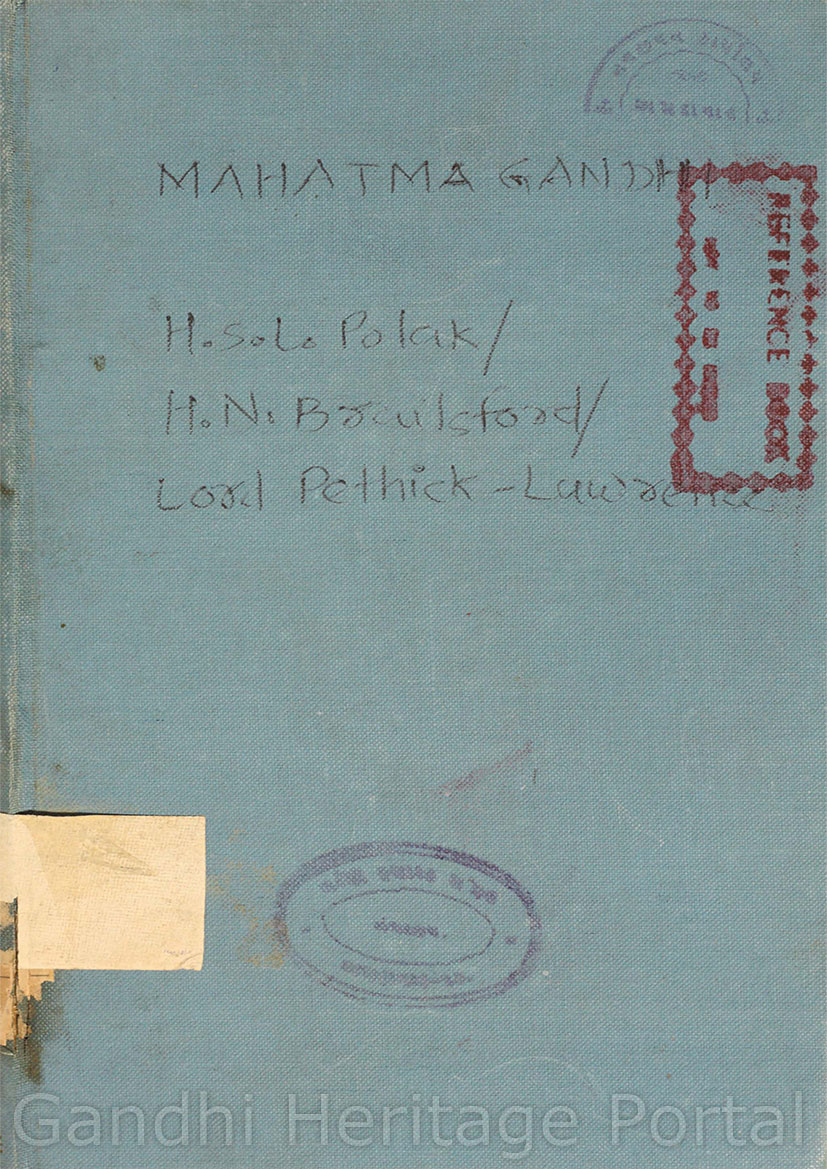 MAHATMA GANDHI
REFERENCE BOOK
H.S.L. Polak/
H.N. Brailsford/
Lord Pethick-Lawrence
Gandhi Heritage Portal